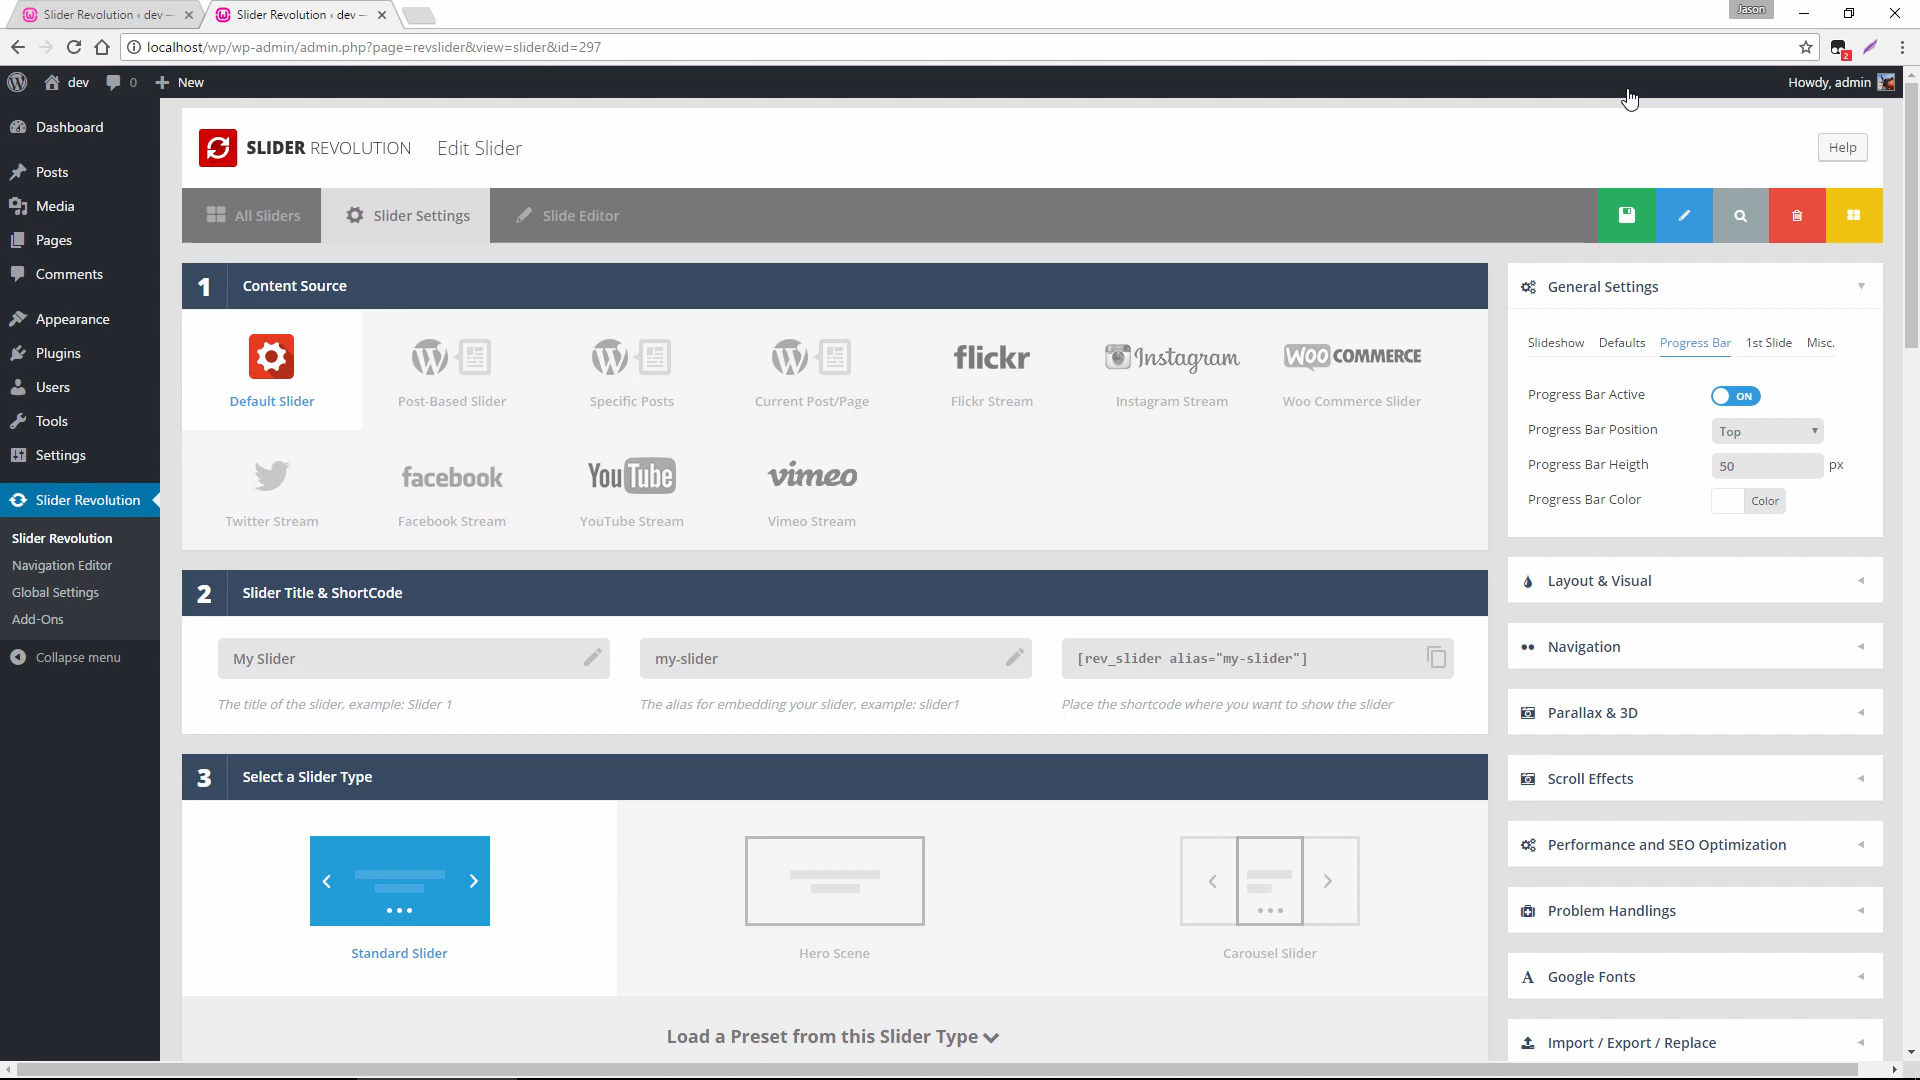 Slider Revolution ‹ dev —
Slider Revolution ‹ dev —
Jason
localhost/wp/wp-admin/admin.php?page=revslider&view=slider&id=297
2
dev
0
New
Howdy, admin
Dashboard
Posts
Media
Pages
Comments
Appearance
Plugins
Users
Tools
Settings
Slider Revolution
Slider Revolution
Navigation Editor
Global Settings
Add-Ons
Collapse menu
SLIDER REVOLUTION
Edit Slider
Help
All Sliders
Slider Settings
Slide Editor
1
Content Source
Default Slider
Post-Based Slider
Specific Posts
Current Post/Page
flickr
Flickr Stream
Instagram
Instagram Stream
WOO COMMERCE
Woo Commerce Slider
Twitter Stream
facebook
Facebook Stream
YouTube
YouTube Stream
vimeo
Vimeo Stream
2
Slider Title & ShortCode
My Slider
my-slider
[rev_slider alias="my-slider"]
The title of the slider, example: Slider 1
The alias for embedding your slider, example: slider1
Place the shortcode where you want to show the slider
3
Select a Slider Type
Standard Slider
Hero Scene
Carousel Slider
Load a Preset from this Slider Type
General Settings
Slideshow
Defaults
Progress Bar
1st Slide
Misc.
Progress Bar Active
ON
Progress Bar Position
Top
Progress Bar Heigth
50
px
Progress Bar Color
Color
Layout & Visual
Navigation
Parallax & 3D
Scroll Effects
Performance and SEO Optimization
Problem Handlings
Google Fonts
Import / Export / Replace